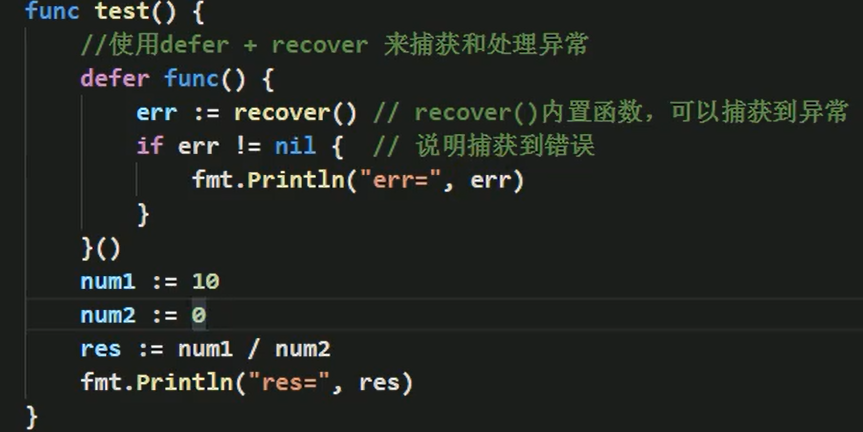 func test() {
    //使用defer + recover 来捕获和处理异常
    defer func() {
        err := recover() // recover()内置函数，可以捕获到异常
        if err != nil {  // 说明捕获到错误
            fmt.Println("err=", err)
        }
    }()
    num1 := 10
    num2 := 0
    res := num1 / num2
    fmt.Println("res=", res)
}